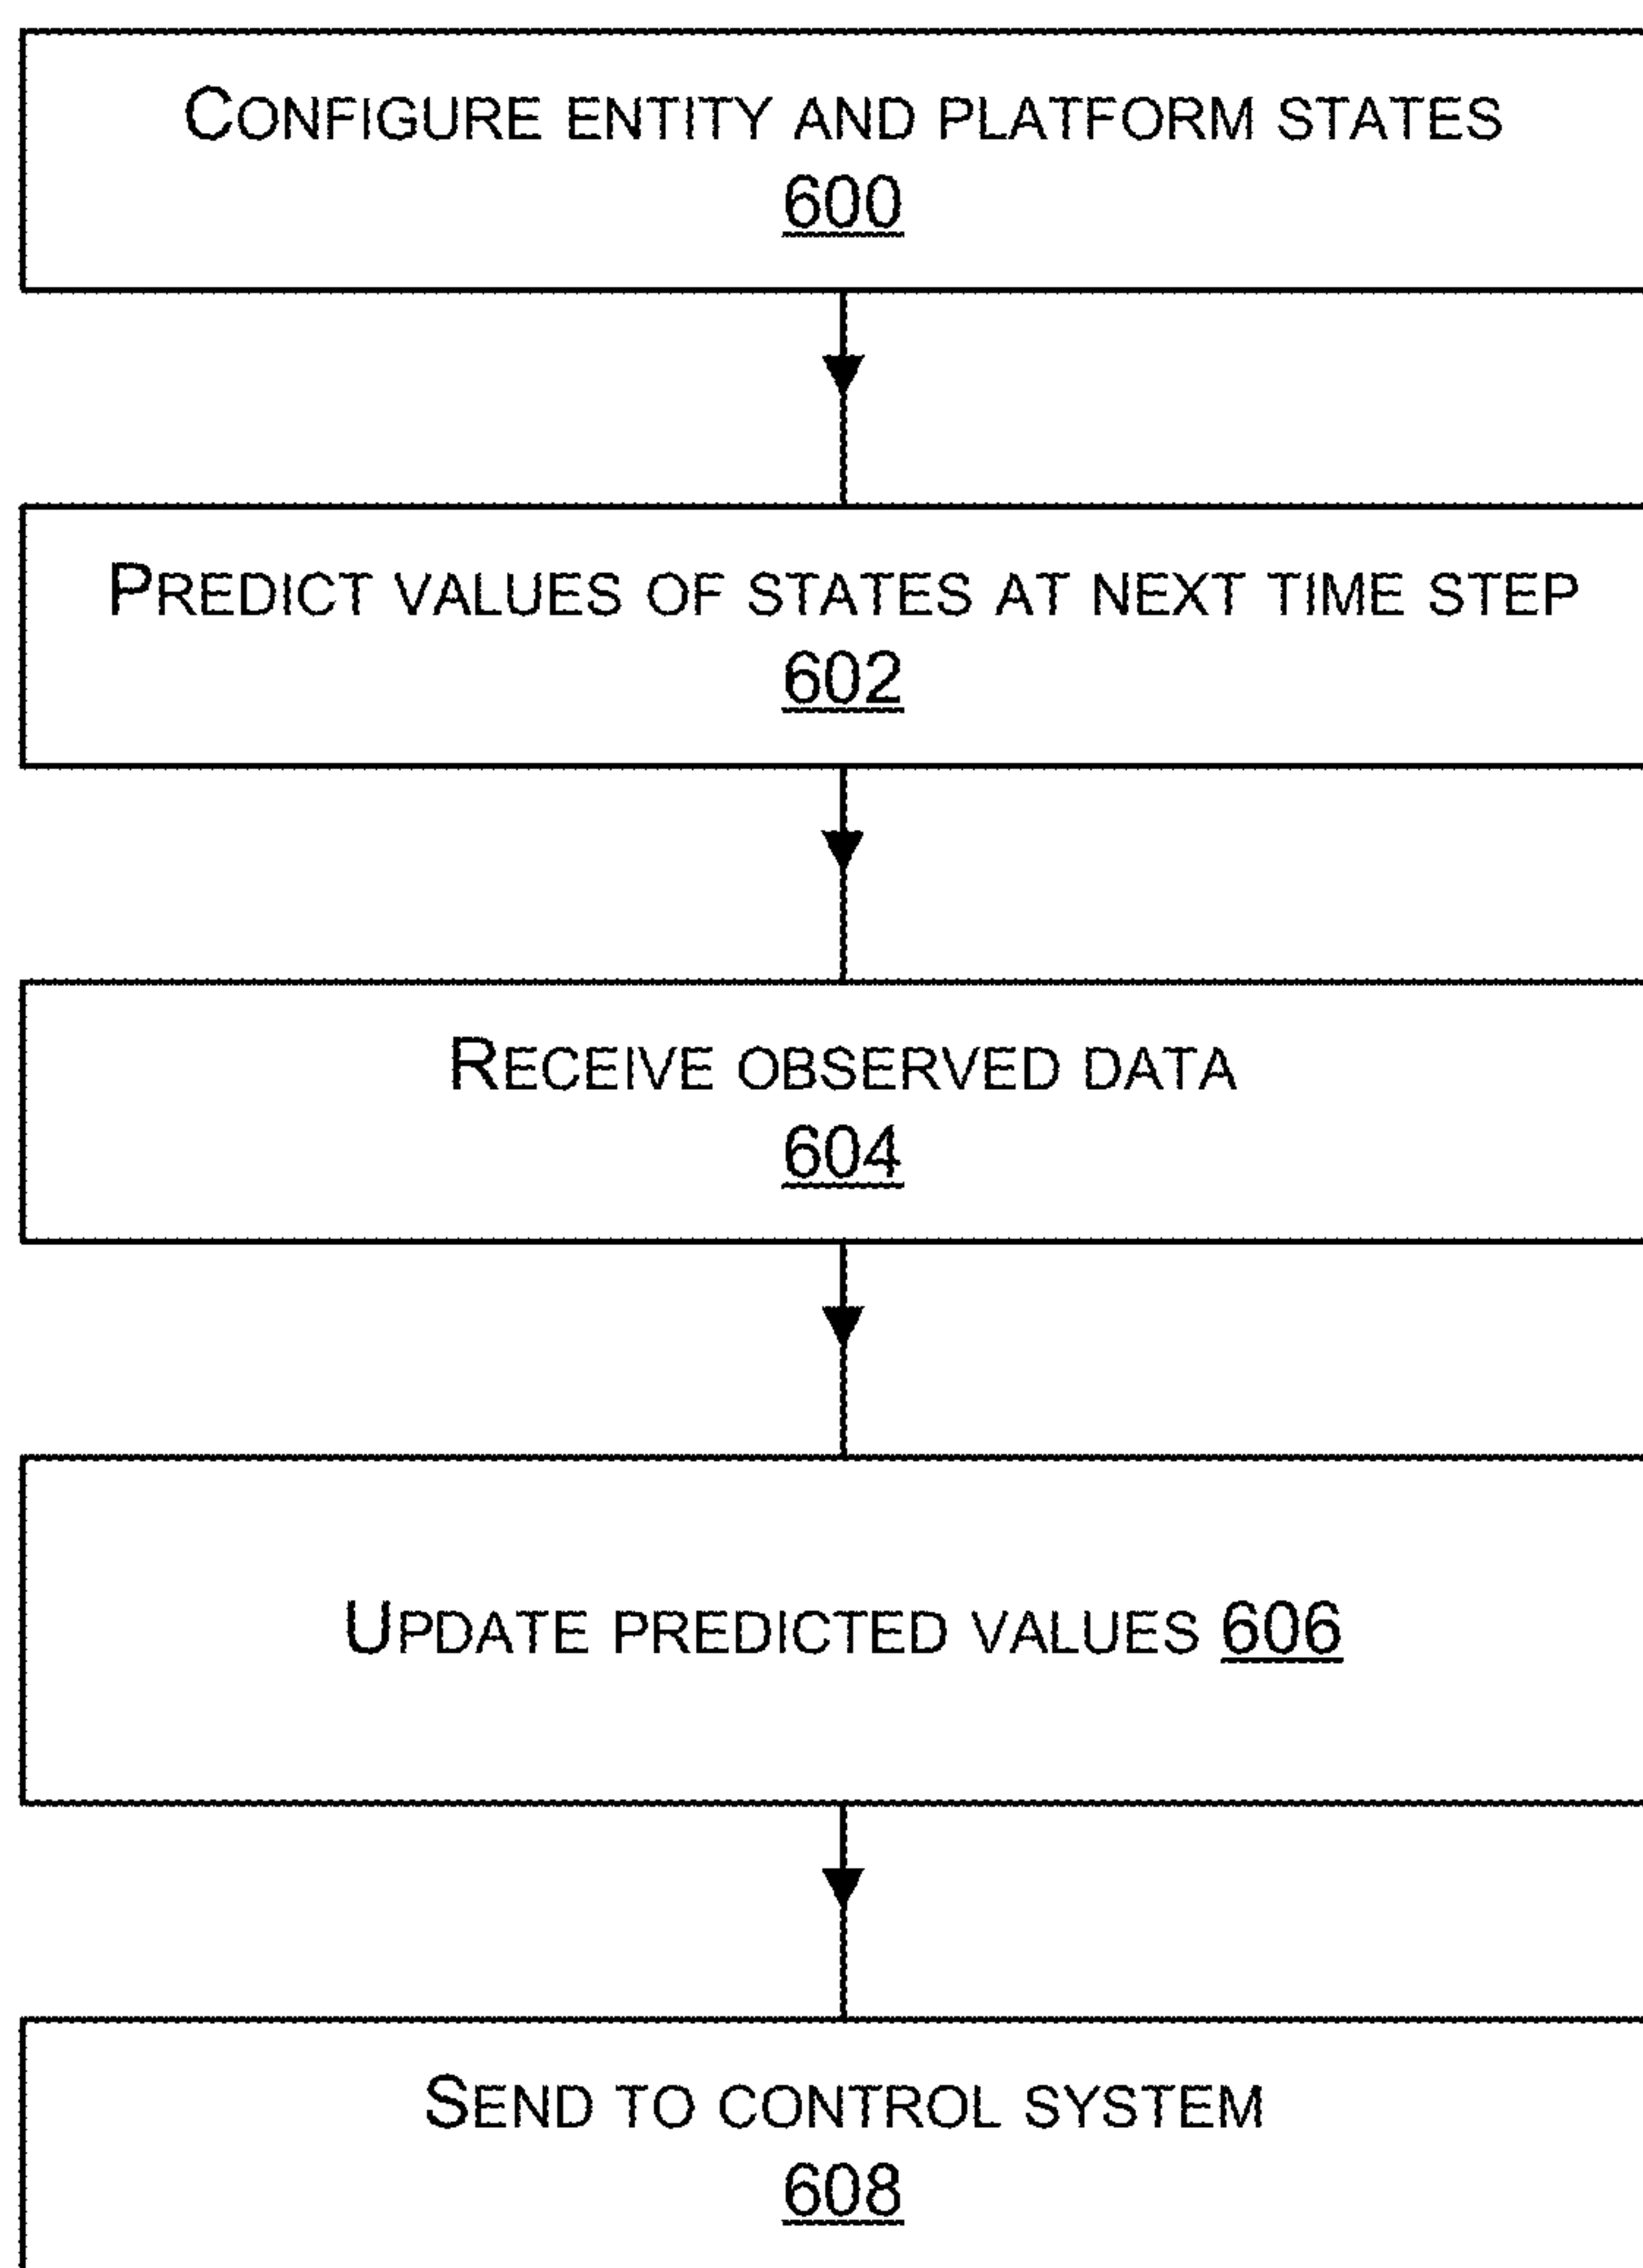 CONFIGURE ENTITY AND PLATFORM STATES
600
PREDICT VALUES OF STATES AT NEXT TIME STEP
602
RECEIVE OBSERVED DATA
604
UPDATE PREDICTED VALUES 606
SEND TO CONTROL SYSTEM
608